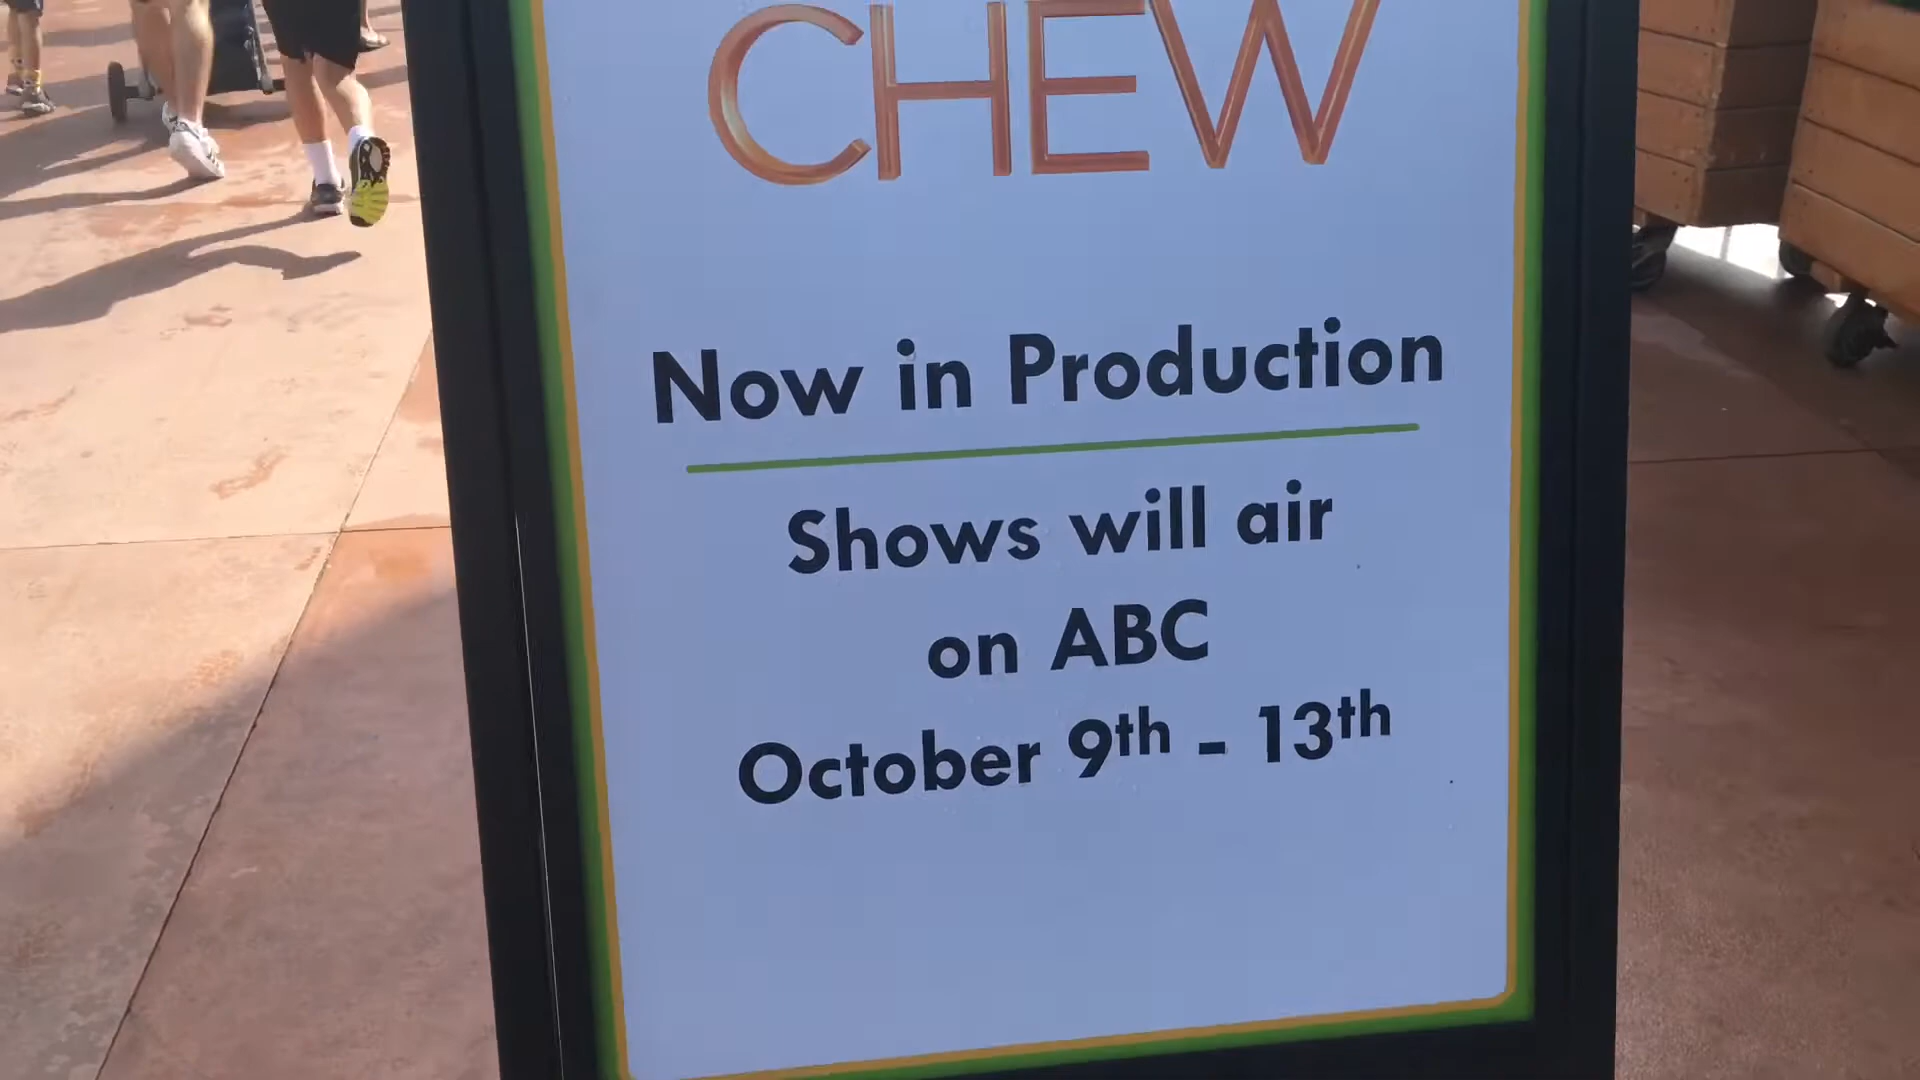 CHEW
Now in Production
Shows will air
on ABC
October 9th - 13th